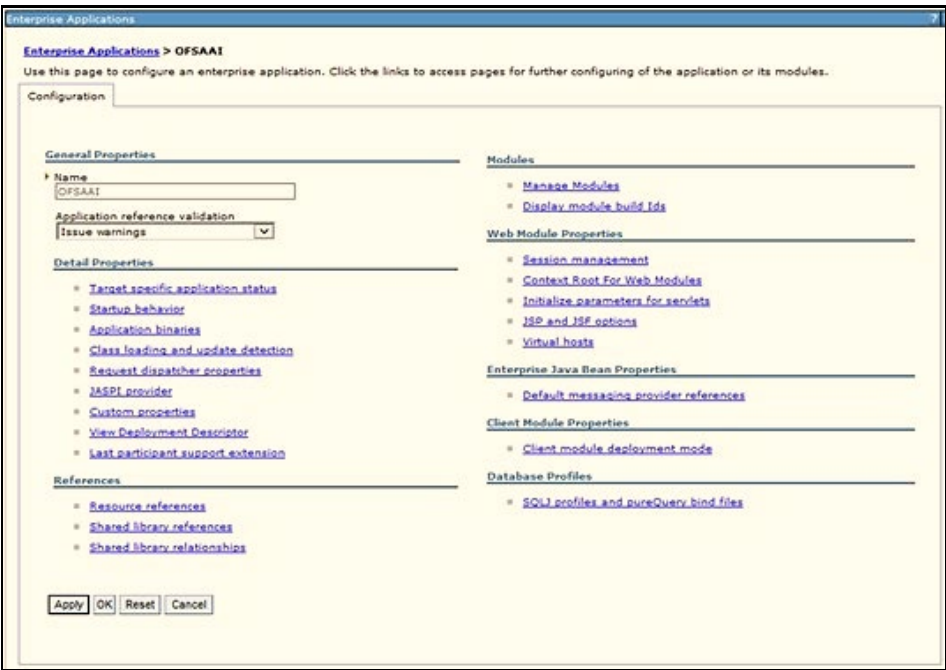 Enterprise Applications
?
Enterprise Applications > OFSAAI
Use this page to configure an enterprise application. Click the links to access pages for further configuring of the application or its modules.
Configuration
General Properties
Name
OFSAAI
Application reference validation
Issue warnings
Detail Properties
Target specific application status
Startup behavior
Application binaries
Class loading and update detection
Request dispatcher properties
JASPI provider
Custom properties
View Deployment Descriptor
Last participant support extension
References
Resource references
Shared library references
Shared library relationships
Modules
Manage Modules
Display module build Ids
Web Module Properties
Session management
Context Root For Web Modules
Initialize parameters for servlets
JSP and JSF options
Virtual hosts
Enterprise Java Bean Properties
Default messaging provider references
Client Module Properties
Client module deployment mode
Database Profiles
SQLJ profiles and pureQuery bind files
Apply OK Reset Cancel